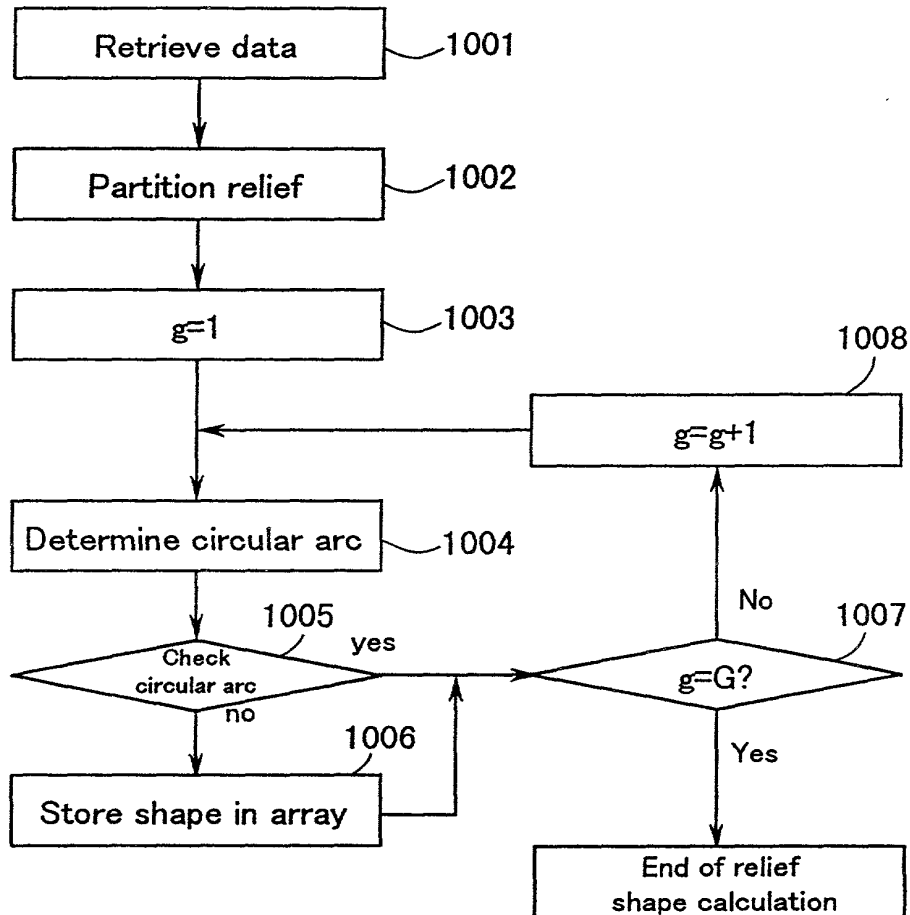 Retrieve data
1001
Partition relief
1002
g=1
1003
1008
g=g+1
Determine circular arc
1004
1005
yes
Check
circular arc
no
No
1007
g=G?
1006
Yes
Store shape in array
End of relief
shape calculation